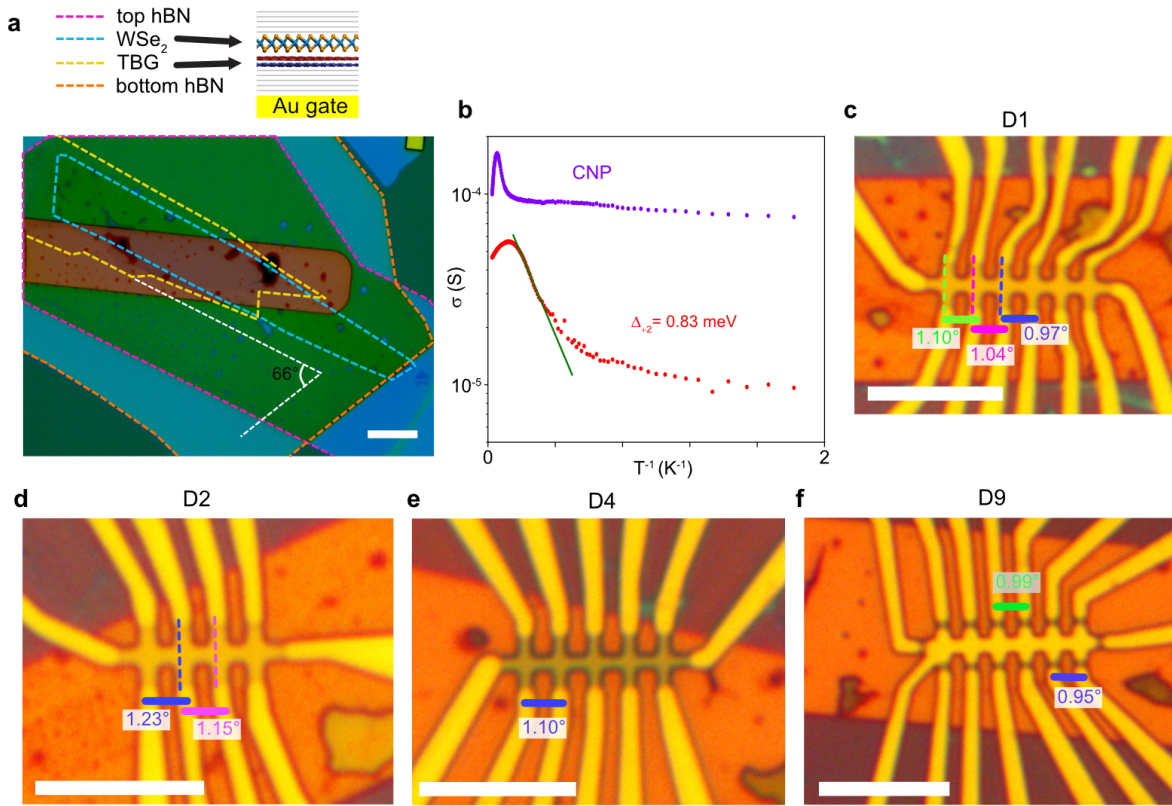 a
top hBN
WSe₂
TBG
bottom hBN
Au gate
66°
b
σ (S)
10⁻⁴
10⁻⁵
CNP
Δ₊₂= 0.83 meV
0
2
T⁻¹ (K⁻¹)
c
D1
1.10°
1.04°
0.97°
d
D2
1.23°
1.15°
e
D4
1.10°
f
D9
0.99°
0.95°